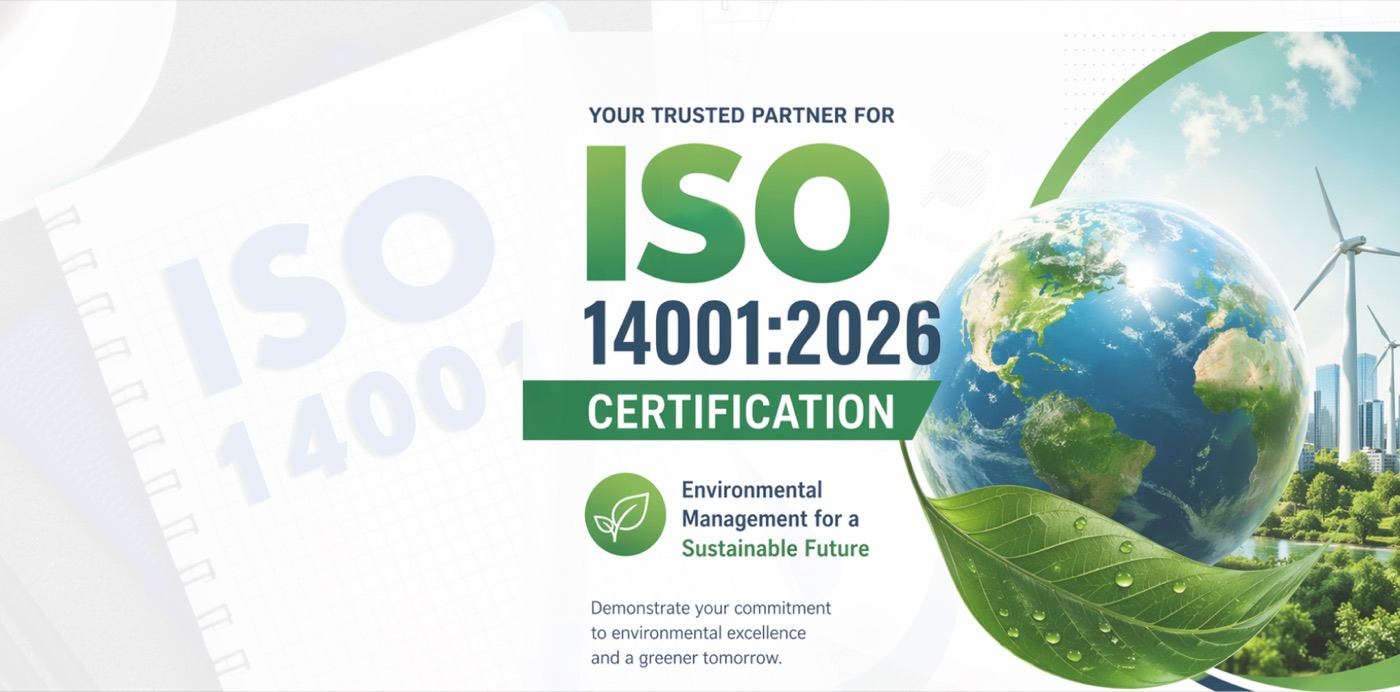 ISO
14001
YOUR TRUSTED PARTNER FOR
ISO
14001:2026
CERTIFICATION
Environmental
Management for a
Sustainable Future
Demonstrate your commitment
to environmental excellence
and a greener tomorrow.